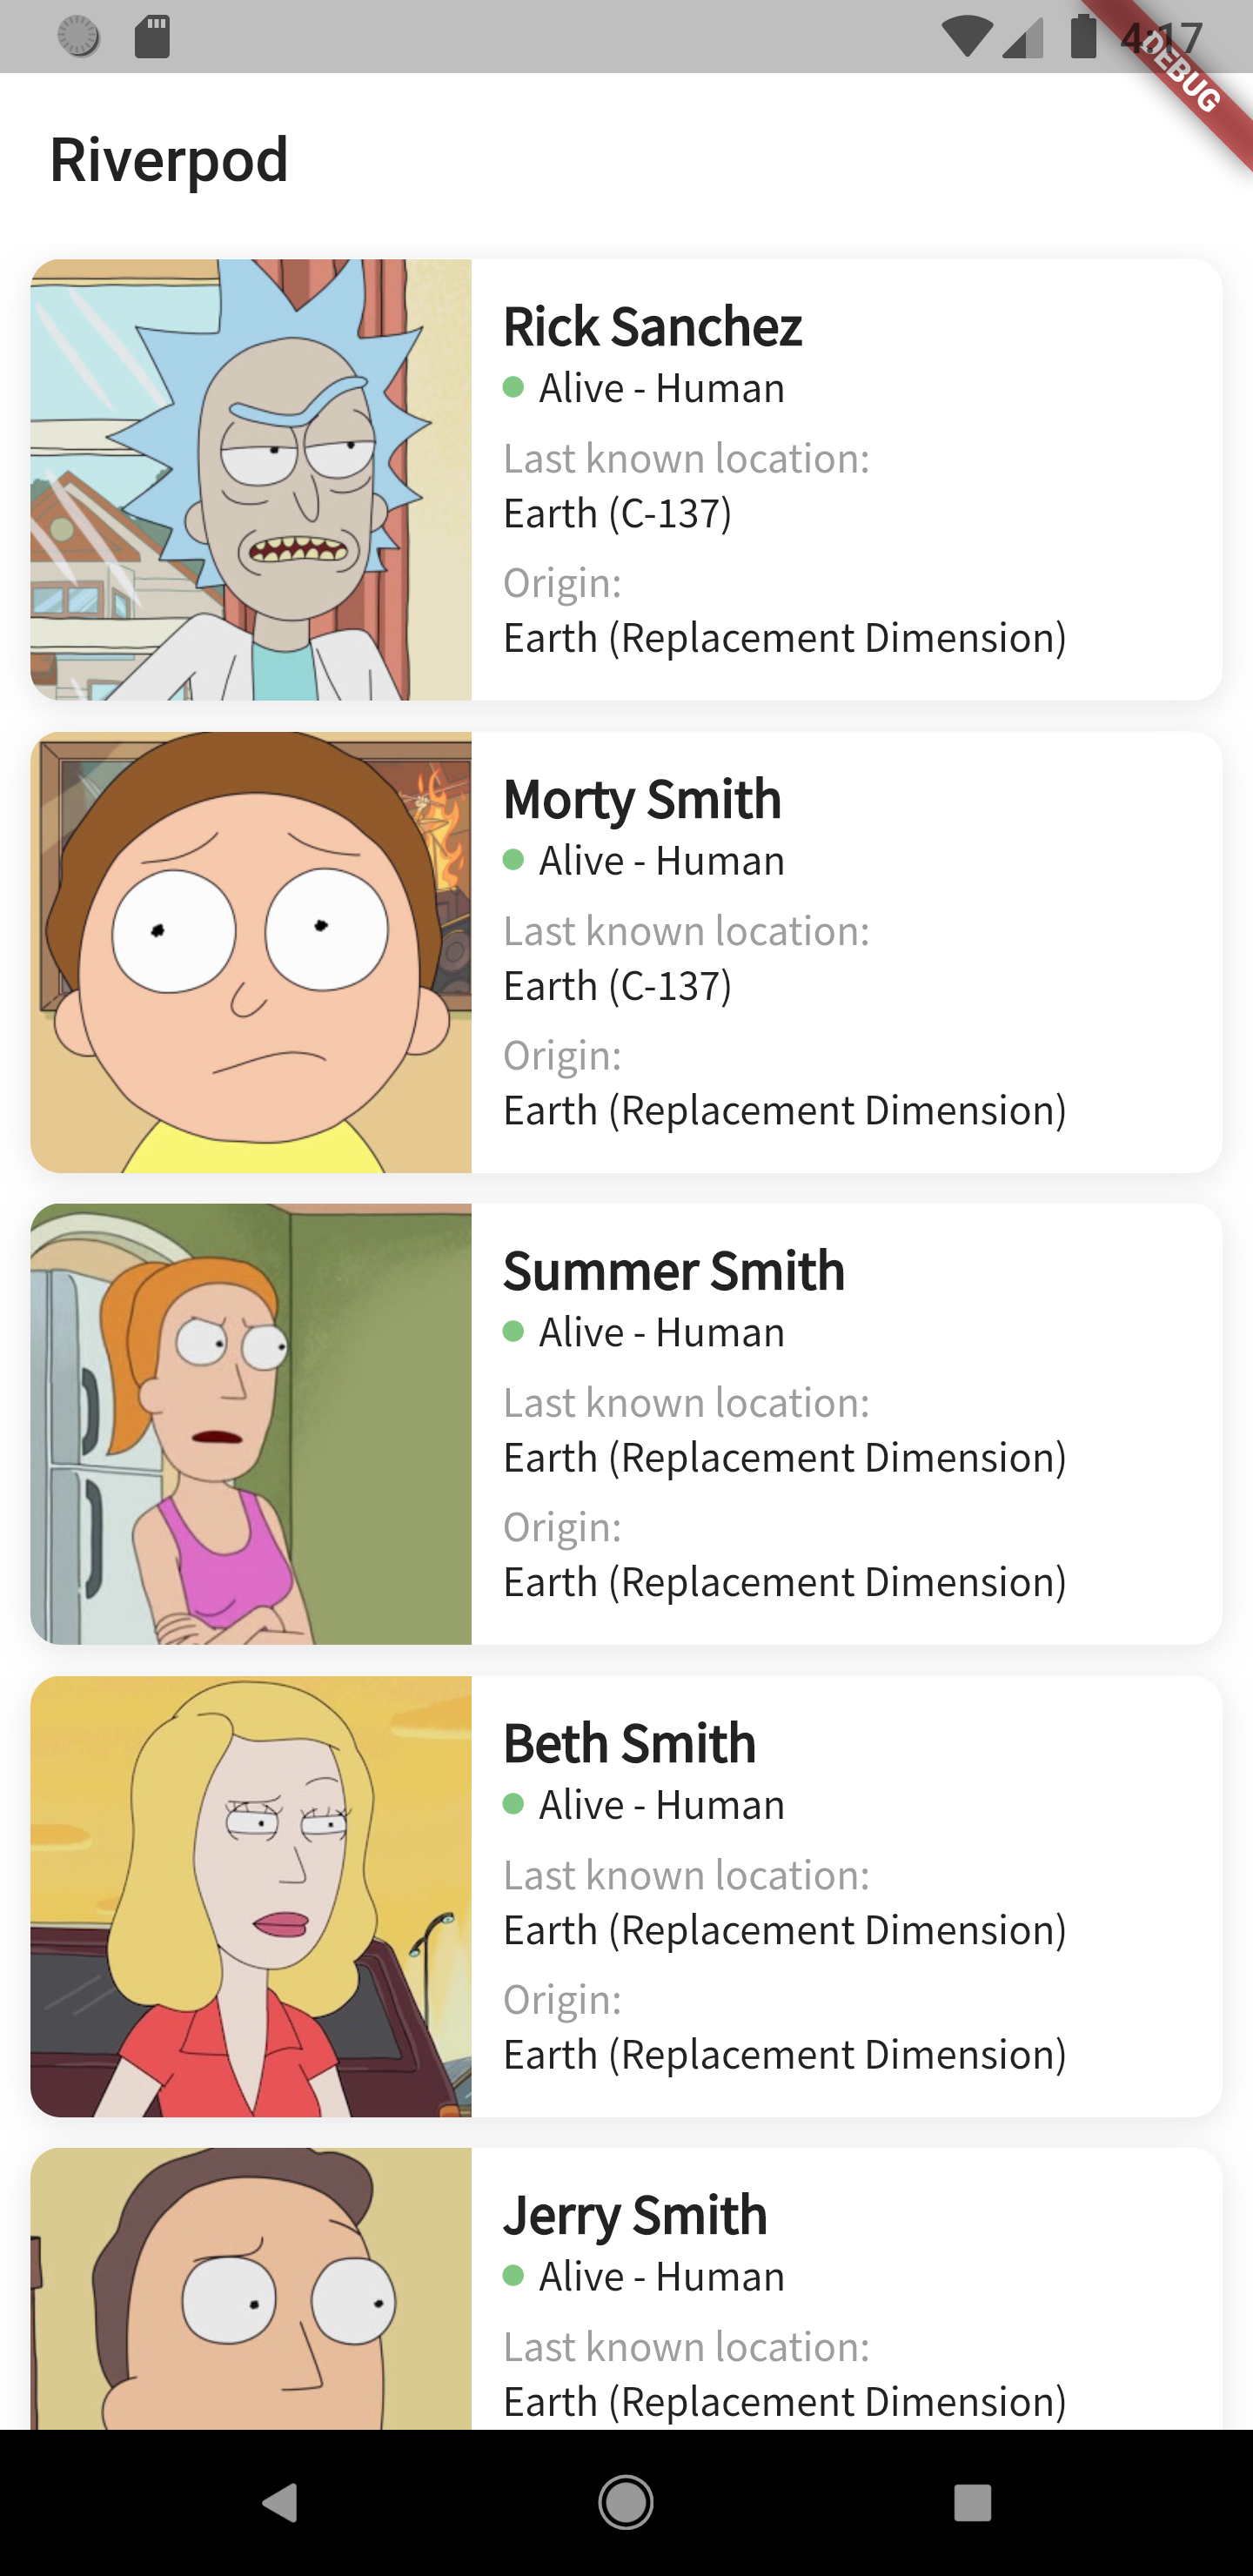 4:17
DEBUG
Riverpod
Rick Sanchez
Alive - Human
Last known location:
Earth (C-137)
Origin:
Earth (Replacement Dimension)
Morty Smith
Alive - Human
Last known location:
Earth (C-137)
Origin:
Earth (Replacement Dimension)
Summer Smith
Alive - Human
Last known location:
Earth (Replacement Dimension)
Origin:
Earth (Replacement Dimension)
Beth Smith
Alive - Human
Last known location:
Earth (Replacement Dimension)
Origin:
Earth (Replacement Dimension)
Jerry Smith
Alive - Human
Last known location:
Earth (Replacement Dimension)